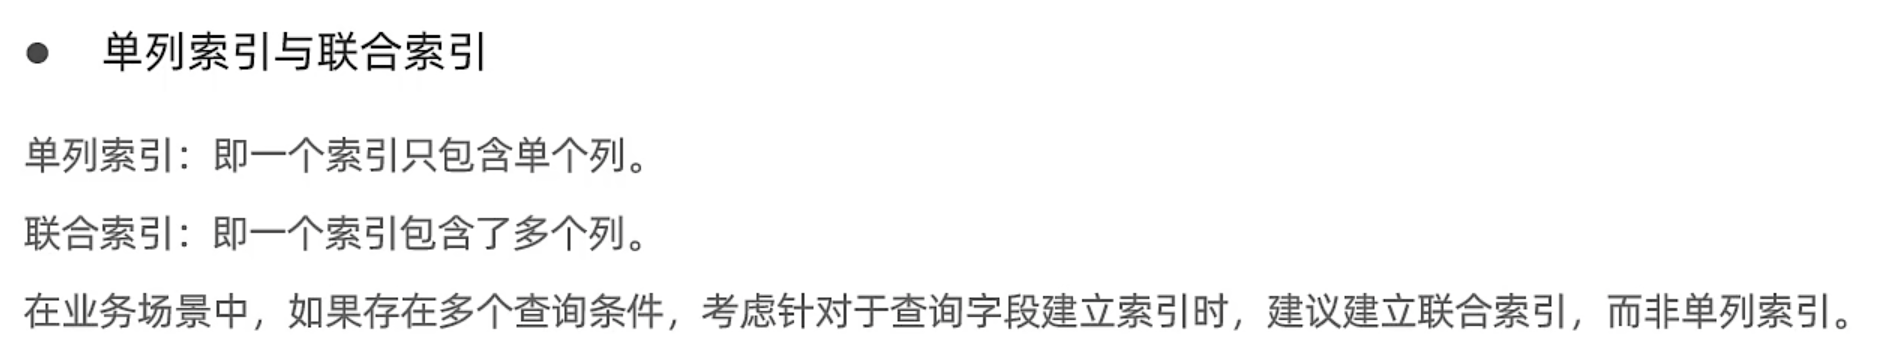 ● 单列索引与联合索引
单列索引：即一个索引只包含单个列。
联合索引：即一个索引包含了多个列。
在业务场景中，如果存在多个查询条件，考虑针对于查询字段建立索引时，建议建立联合索引，而非单列索引。